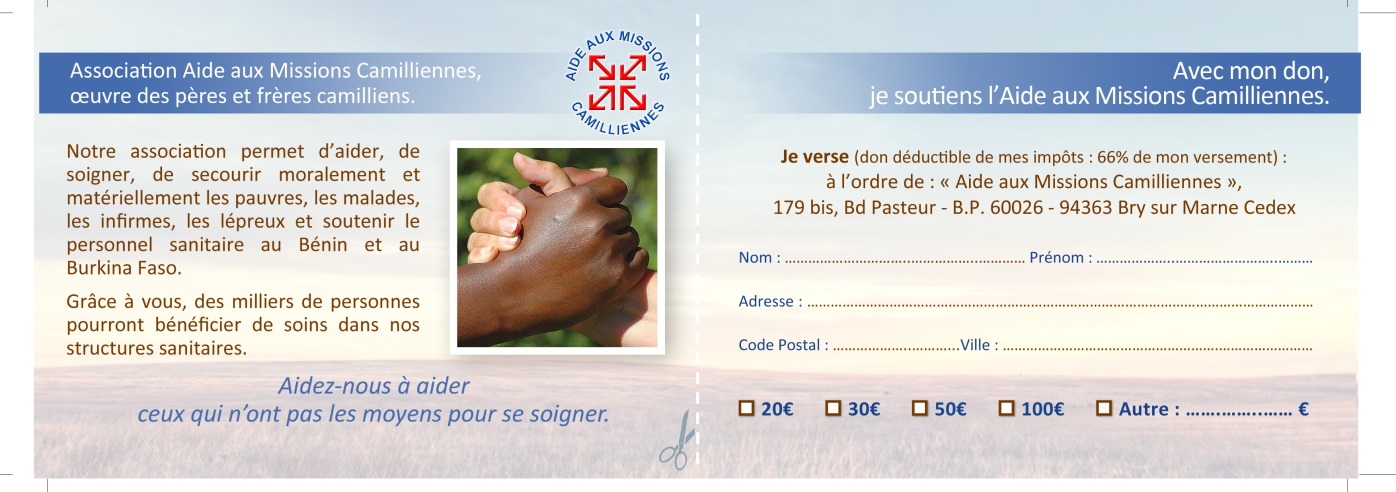 Association Aide aux Missions Camilliennes,
œuvre des pères et frères camilliens.
AIDE AUX MISSIONS
CAMILLIENNES
Notre association permet d’aider, de
soigner, de secourir moralement et
matériellement les pauvres, les malades,
les infirmes, les lépreux et soutenir le
personnel sanitaire au Bénin et au
Burkina Faso.
Grâce à vous, des milliers de personnes
pourront bénéficier de soins dans nos
structures sanitaires.
Aidez-nous à aider
ceux qui n’ont pas les moyens pour se soigner.
Avec mon don,
je soutiens l’Aide aux Missions Camilliennes.
Je verse (don déductible de mes impôts : 66% de mon versement) :
à l’ordre de : « Aide aux Missions Camilliennes »,
179 bis, Bd Pasteur - B.P. 60026 - 94363 Bry sur Marne Cedex
Nom : ........................................................ Prénom : ..................................................
Adresse : ......................................................................................................................
Code Postal : ..............................Ville : ........................................................................
20€ 30€ 50€ 100€ Autre : ........................ €